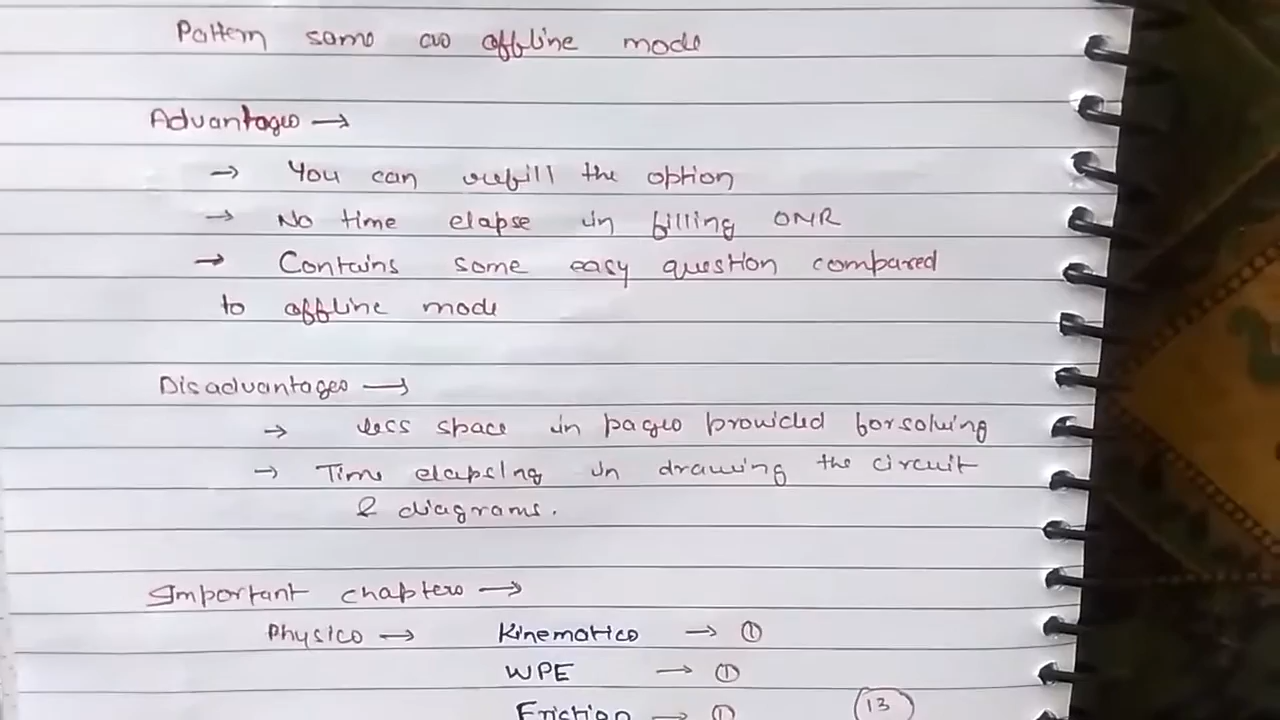 Pattern same as offline mode
Advantages →
→ You can refill the option
→ No time elapse in filling OMR
→ Contains some easy question compared
to offline mode
Disadvantages →
→ less space in pages provided for solving
→ Time elapsing in drawing the circuit
& diagrams.
Important chapters →
Physics → Kinematics → ①
WPE → ①
Friction → ①
13